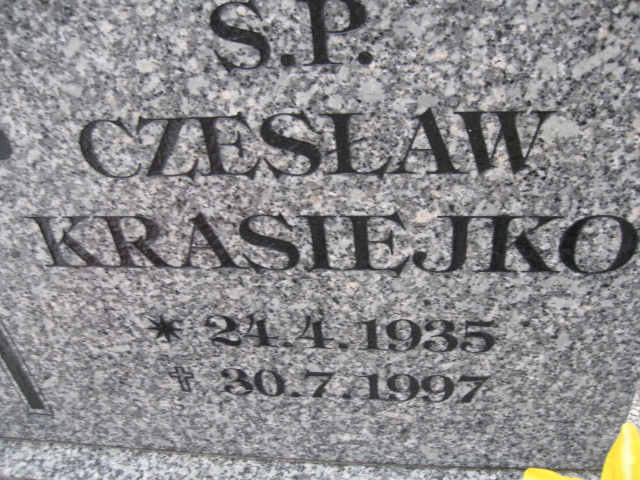 S.P.
CZESŁAW
KRASIEJKO
* 24.4.1935
† 30.7.1997